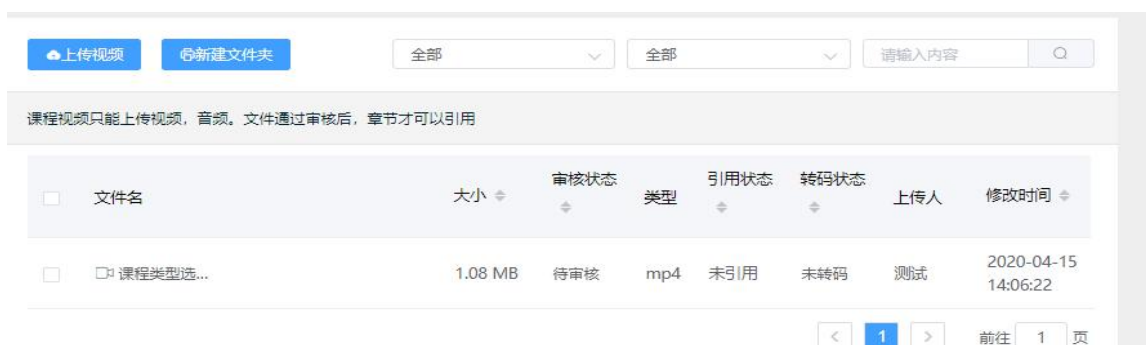 上传视频 新建文件夹 全部 全部 请输入内容
课程视频只能上传视频，音频。文件通过审核后，章节才可以引用
文件名 大小 审核状态 类型 引用状态 转码状态 上传人 修改时间
课程类型选... 1.08 MB 待审核 mp4 未引用 未转码 测试 2020-04-15
14:06:22
< 1 > 前往 1 页